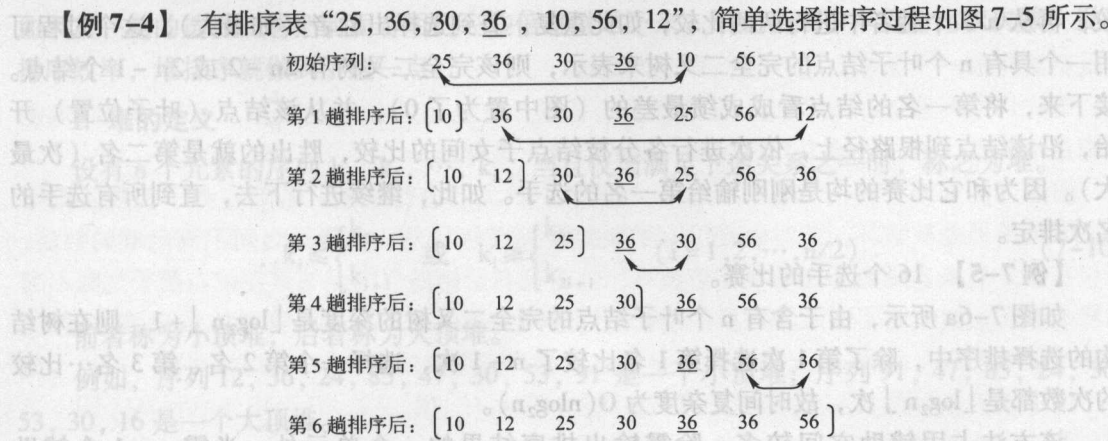 【例7-4】 有排序表“25，36，30，36，10，56，12”，简单选择排序过程如图7-5所示。
初始序列： 25 36 30 36 10 56 12
第1趟排序后：[10] 36 30 36 25 56 12
第2趟排序后：[10 12] 30 36 25 56 36
第3趟排序后：[10 12 25] 36 30 56 36
第4趟排序后：[10 12 25 30] 36 56 36
第5趟排序后：[10 12 25 30 36] 56 36
第6趟排序后：[10 12 25 30 36 36 56]